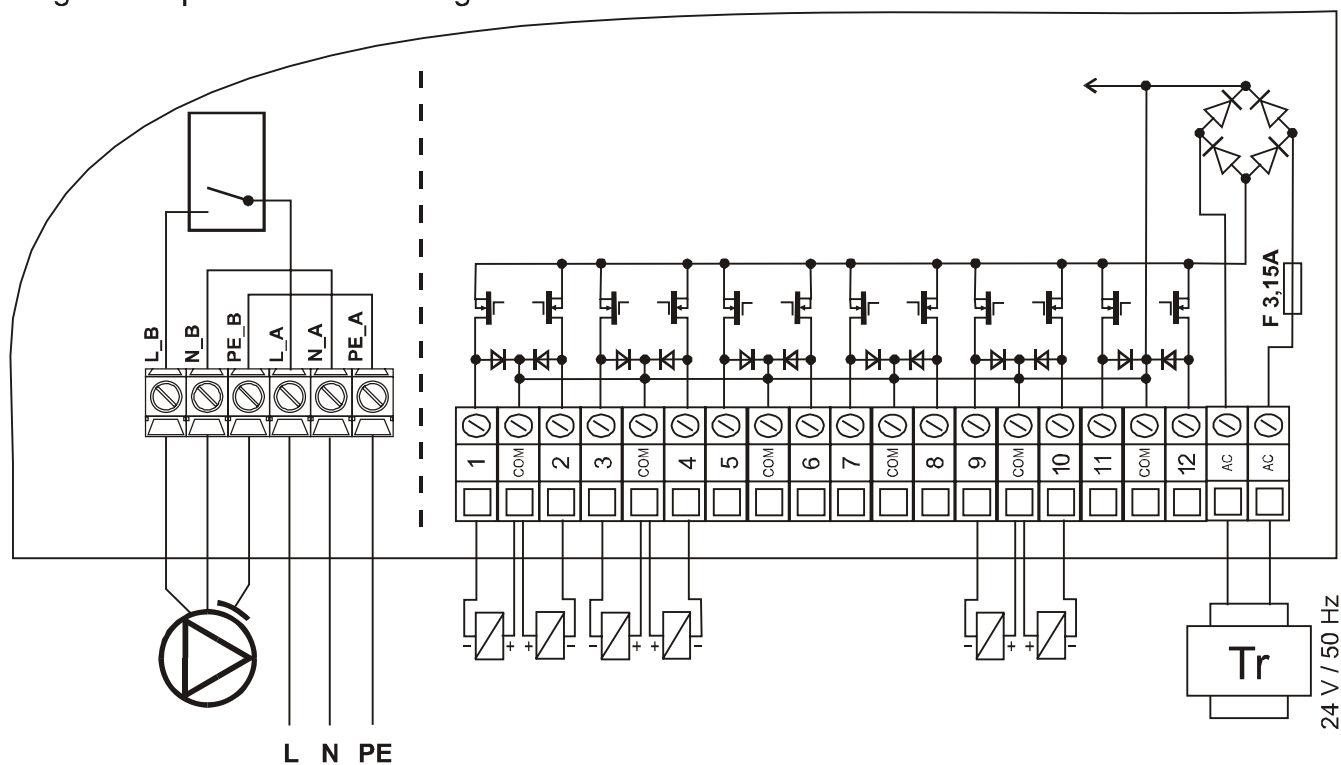 L_B
N_B
PE_B
L_A
N_A
PE_A
F 3,15A
1
COM
2
3
COM
4
5
COM
6
7
COM
8
9
COM
10
11
COM
12
AC
AC
- + + -
- + + -
- + + -
Tr
24 V / 50 Hz
L N PE